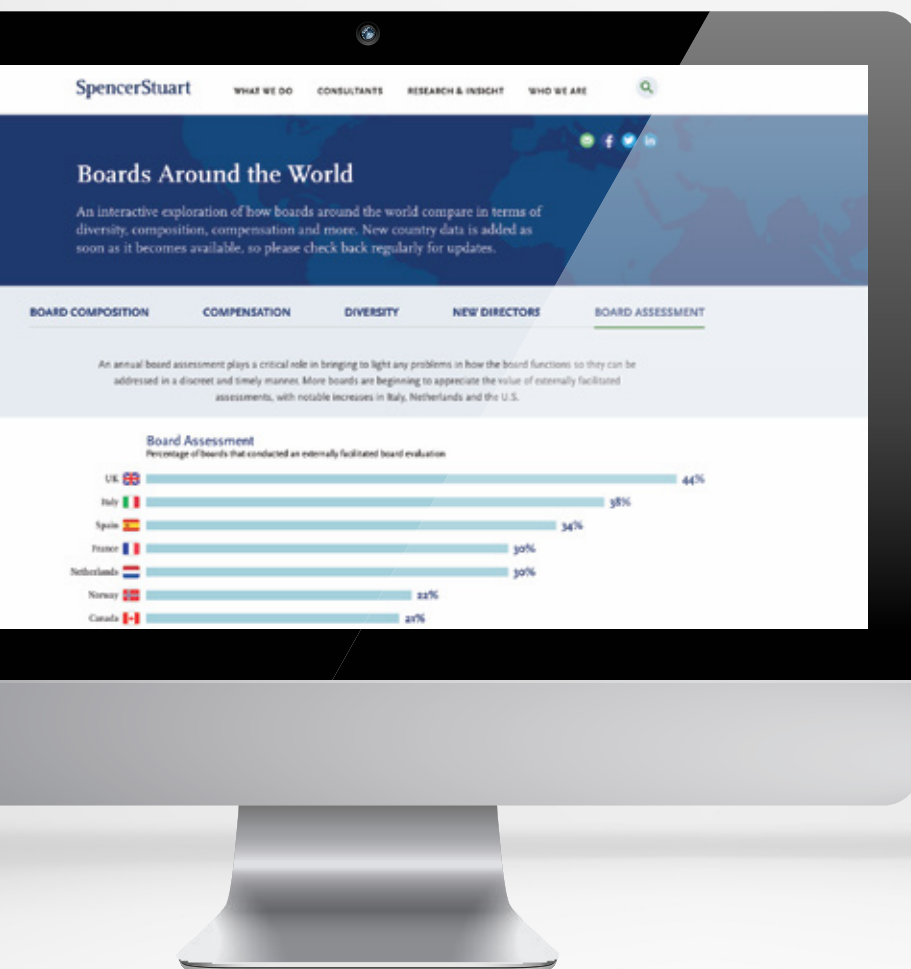 SpencerStuart WHAT WE DO CONSULTANTS RESEARCH & INSIGHT WHO WE ARE
Boards Around the World
An interactive exploration of how boards around the world compare in terms of
diversity, composition, compensation and more. New country data is added as
soon as it becomes available, so please check back regularly for updates.
BOARD COMPOSITION COMPENSATION DIVERSITY NEW DIRECTORS BOARD ASSESSMENT
An annual board assessment plays a critical role in bringing to light any problems in how the board functions so they can be
addressed in a discreet and timely manner. More boards are beginning to appreciate the value of externally facilitated
assessments, with notable increases in Italy, Netherlands and the U.S.
Board Assessment
Percentage of boards that conducted an externally facilitated board evaluation
UK 44%
Italy 38%
Spain 34%
France 30%
Netherlands 30%
Norway 22%
Canada 21%